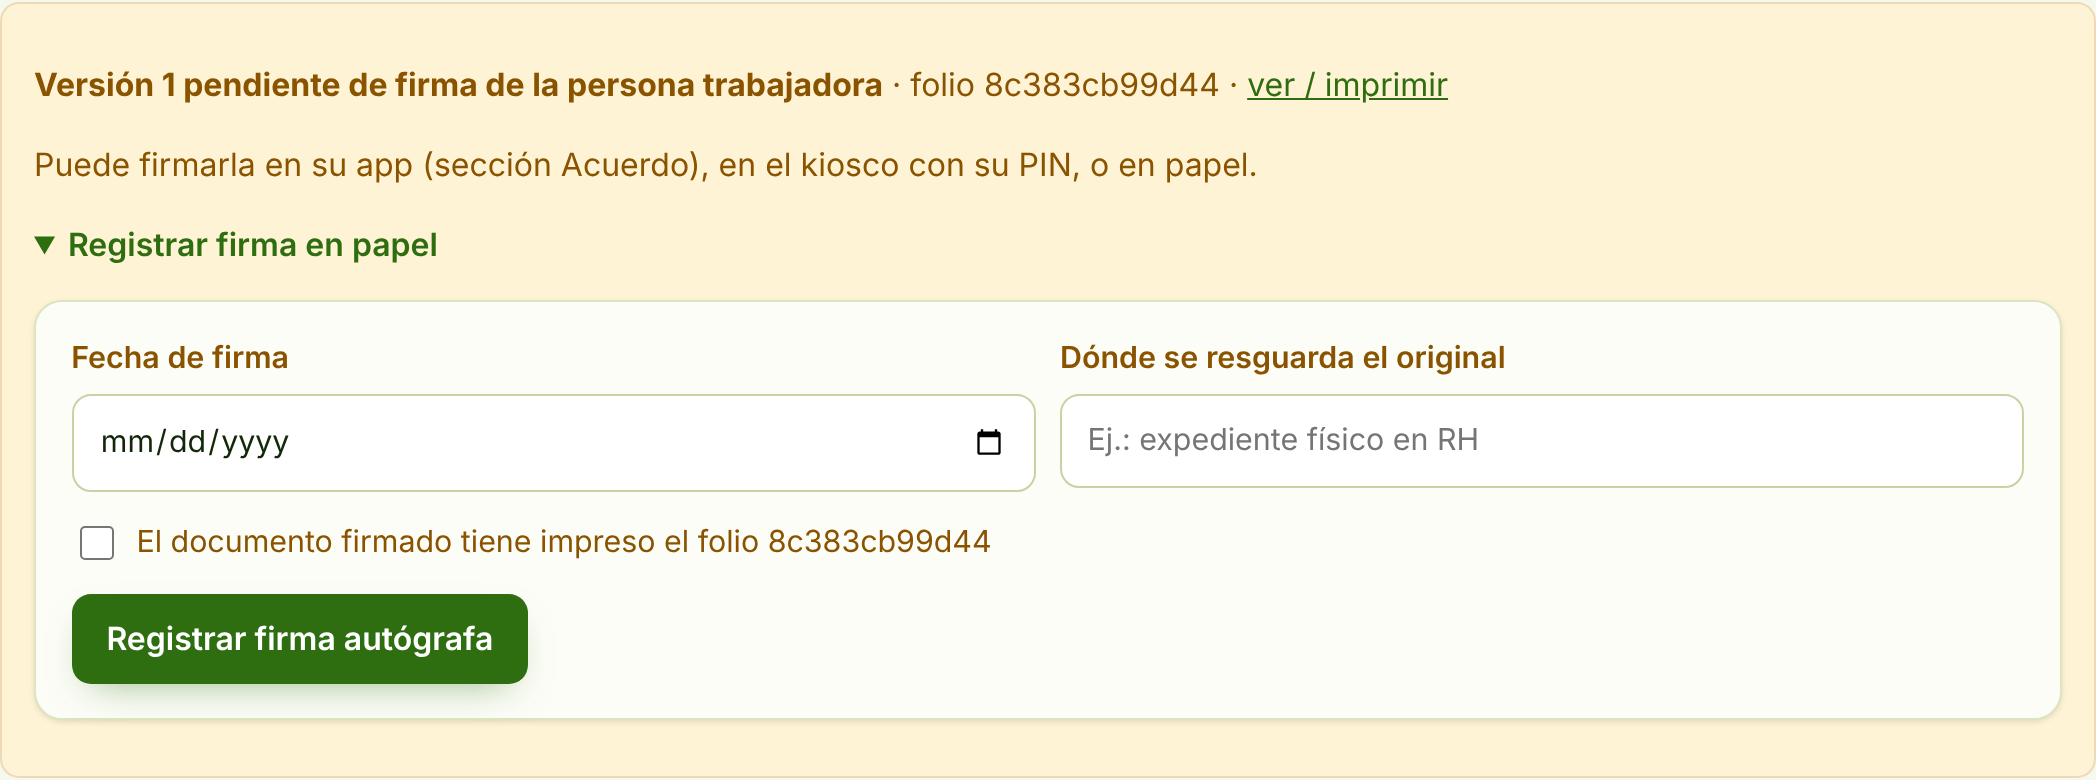 Versión 1 pendiente de firma de la persona trabajadora · folio 8c383cb99d44 · ver / imprimir
Puede firmarla en su app (sección Acuerdo), en el kiosco con su PIN, o en papel.
▼ Registrar firma en papel
Fecha de firma
Dónde se resguarda el original
mm/dd/yyyy
Ej.: expediente físico en RH
El documento firmado tiene impreso el folio 8c383cb99d44
Registrar firma autógrafa